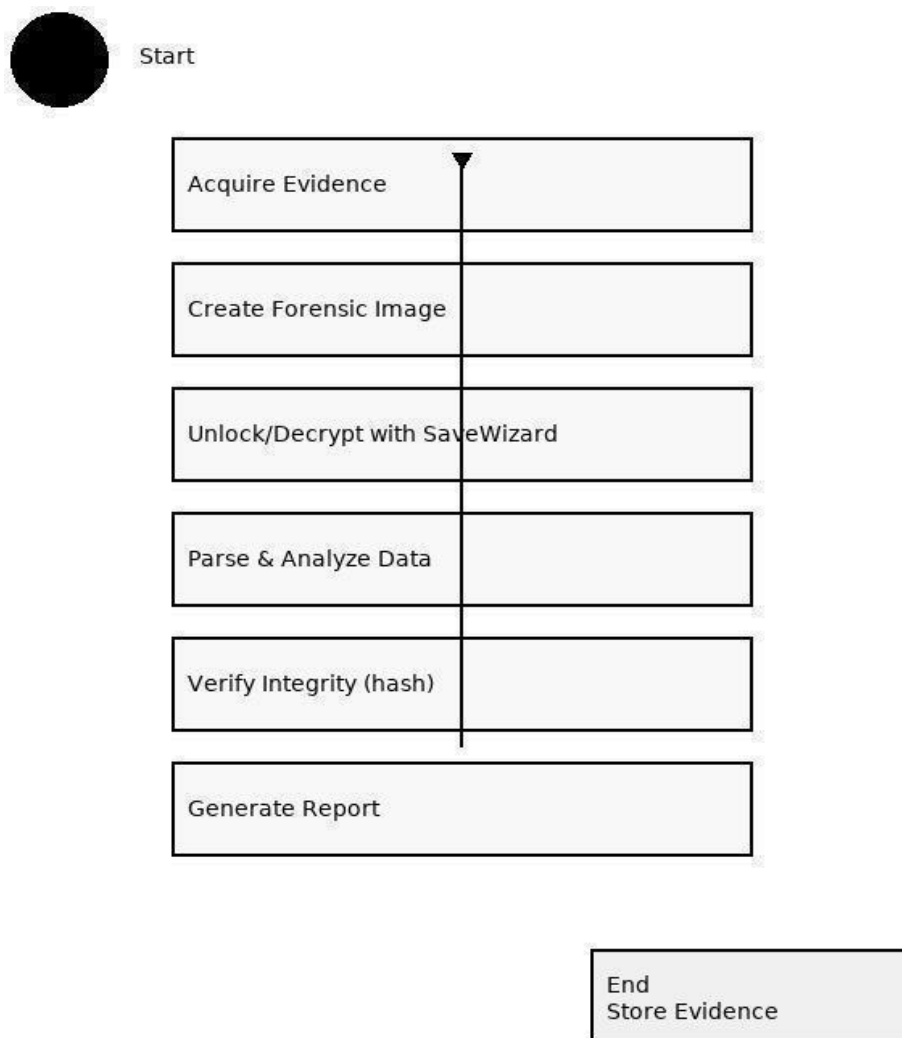 Start
Acquire Evidence
Create Forensic Image
Unlock/Decrypt with SaveWizard
Parse & Analyze Data
Verify Integrity (hash)
Generate Report
End
Store Evidence